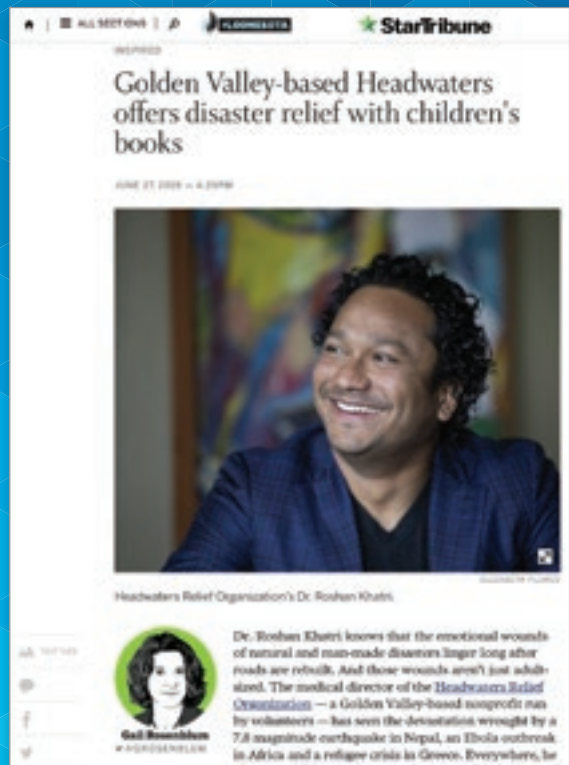 ALL SECTIONS
StarTribune
INSPIRED
Golden Valley-based Headwaters
offers disaster relief with children's
books
Headwaters Relief Organization's Dr. Roshan Khatri.
Dr. Roshan Khatri knows that the emotional wounds
of natural and man-made disasters linger long after
roads are rebuilt. And those wounds aren't just adult-
sized. The medical director of the Headwaters Relief
Organization — a Golden Valley-based nonprofit run
by volunteers — has seen the devastation wrought by a
7.8 magnitude earthquake in Nepal, an Ebola outbreak
in Africa and a refugee crisis in Greece. Everywhere, he
Gail Rosenblum